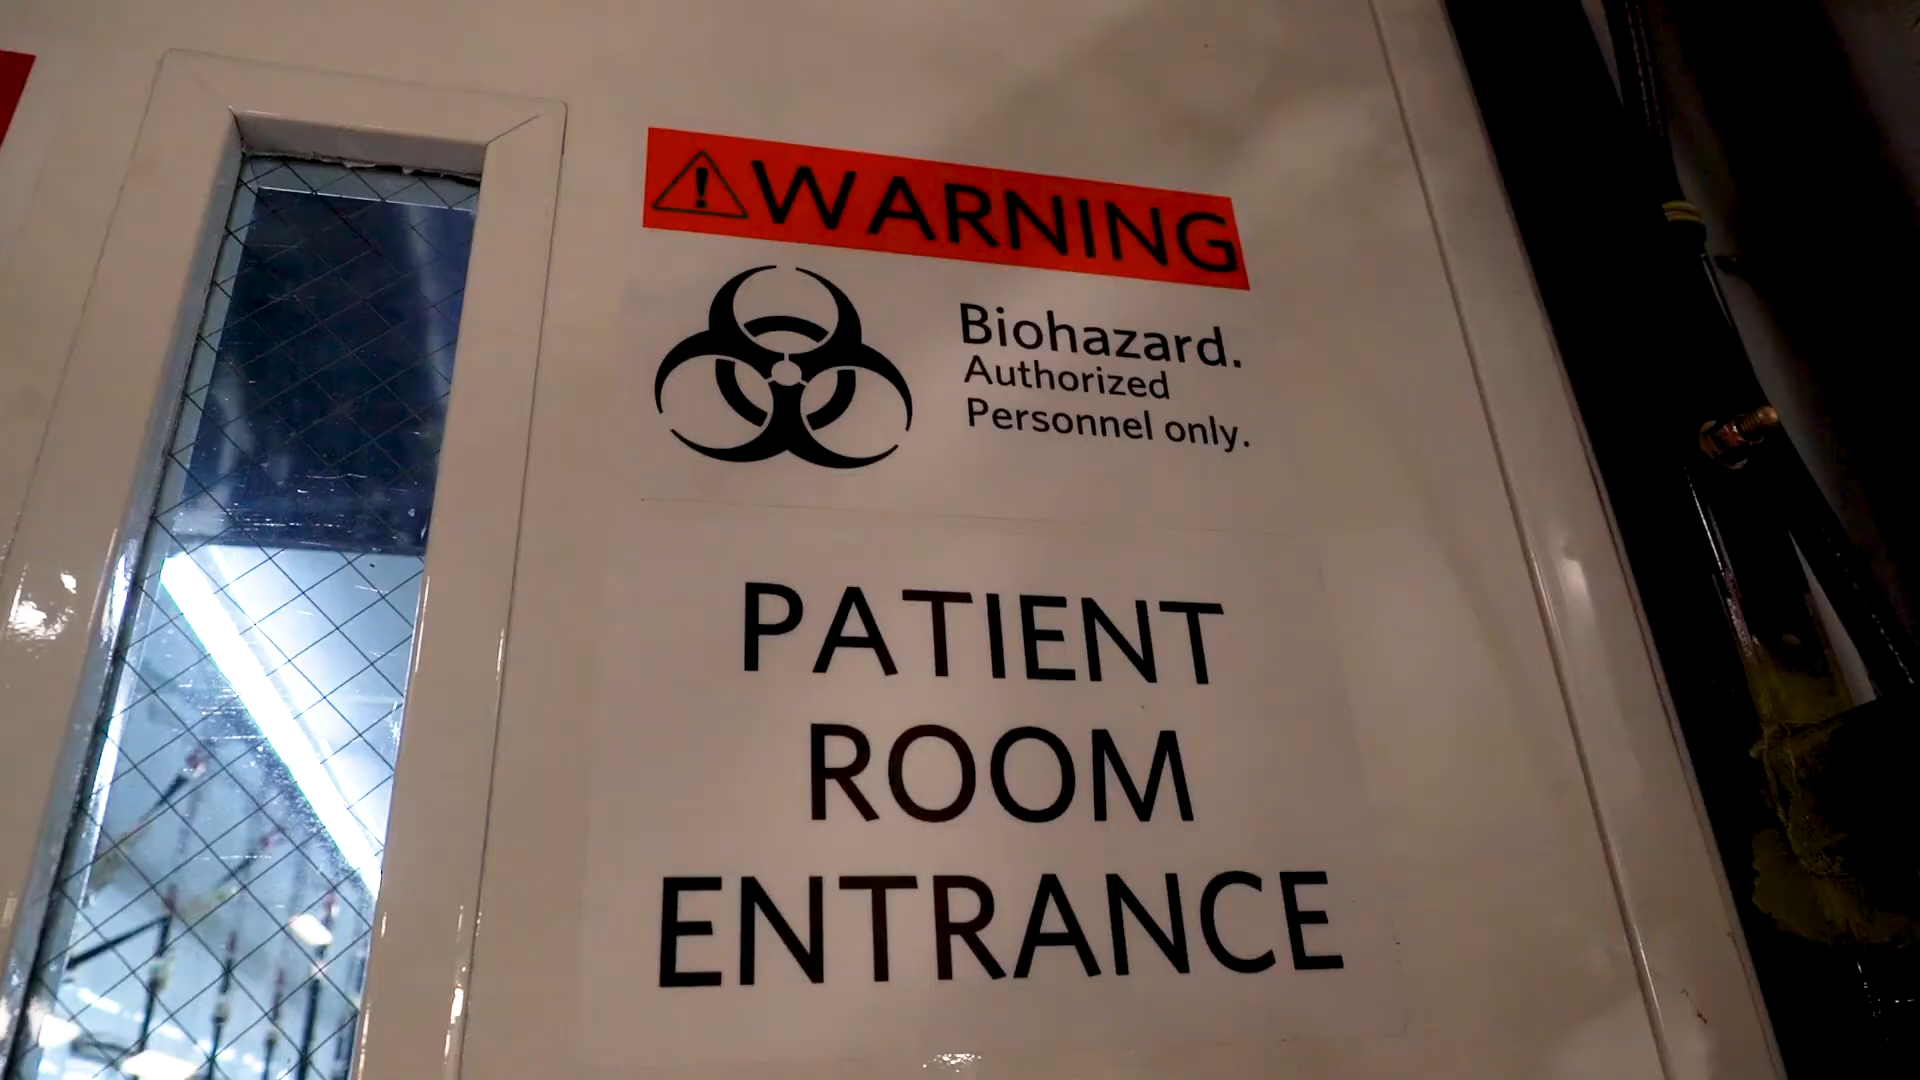 WARNING
Biohazard.
Authorized
Personnel only.
PATIENT
ROOM
ENTRANCE